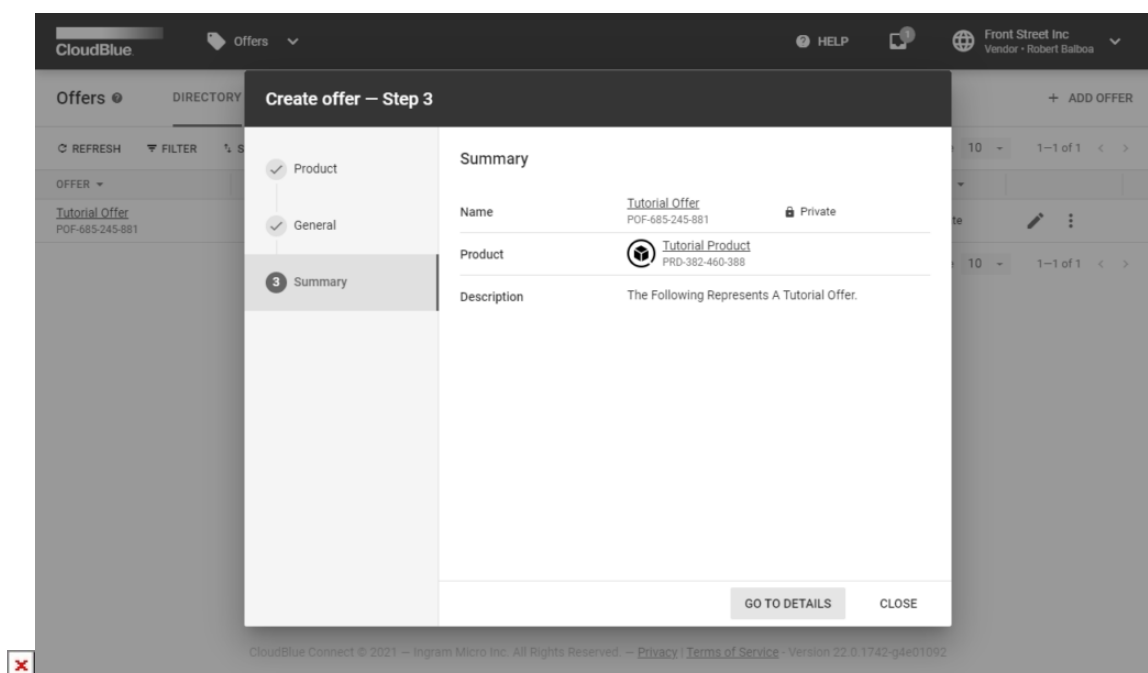 CloudBlue
Offers
HELP
1
Front Street Inc
Vendor • Robert Balboa
Offers
DIRECTORY
Create offer — Step 3
+ ADD OFFER
REFRESH
FILTER
S
10
1—1 of 1
OFFER
Tutorial Offer
POF-685-245-881
te
10
1—1 of 1
Product
General
3 Summary
Summary
Name
Tutorial Offer
POF-685-245-881
Private
Product
Tutorial Product
PRD-382-460-388
Description
The Following Represents A Tutorial Offer.
GO TO DETAILS
CLOSE
CloudBlue Connect © 2021 — Ingram Micro Inc. All Rights Reserved. — Privacy | Terms of Service - Version 22.0.1742-g4e01092